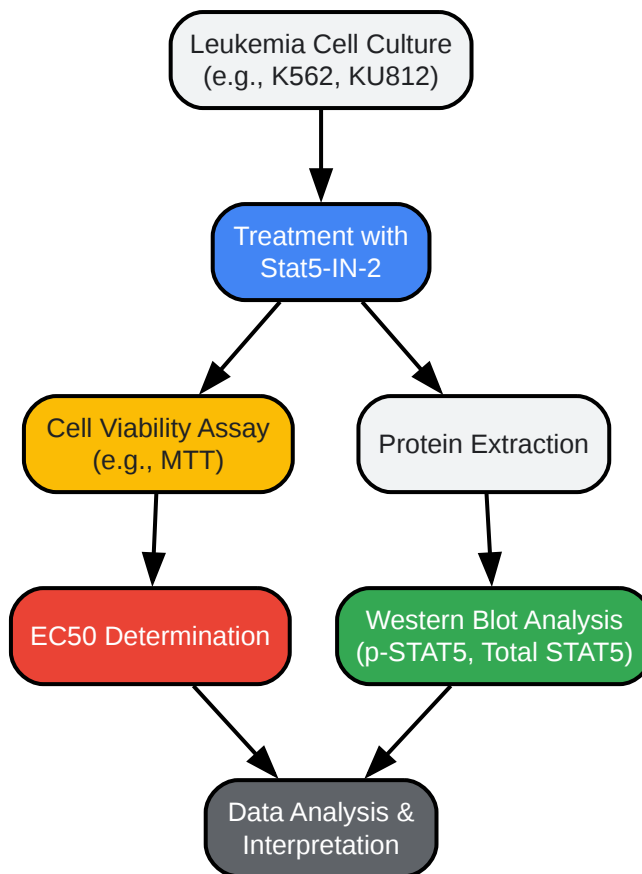 Leukemia Cell Culture
(e.g., K562, KU812)
Treatment with
Stat5-IN-2
Cell Viability Assay
(e.g., MTT)
Protein Extraction
EC50 Determination
Western Blot Analysis
(p-STAT5, Total STAT5)
Data Analysis &
Interpretation